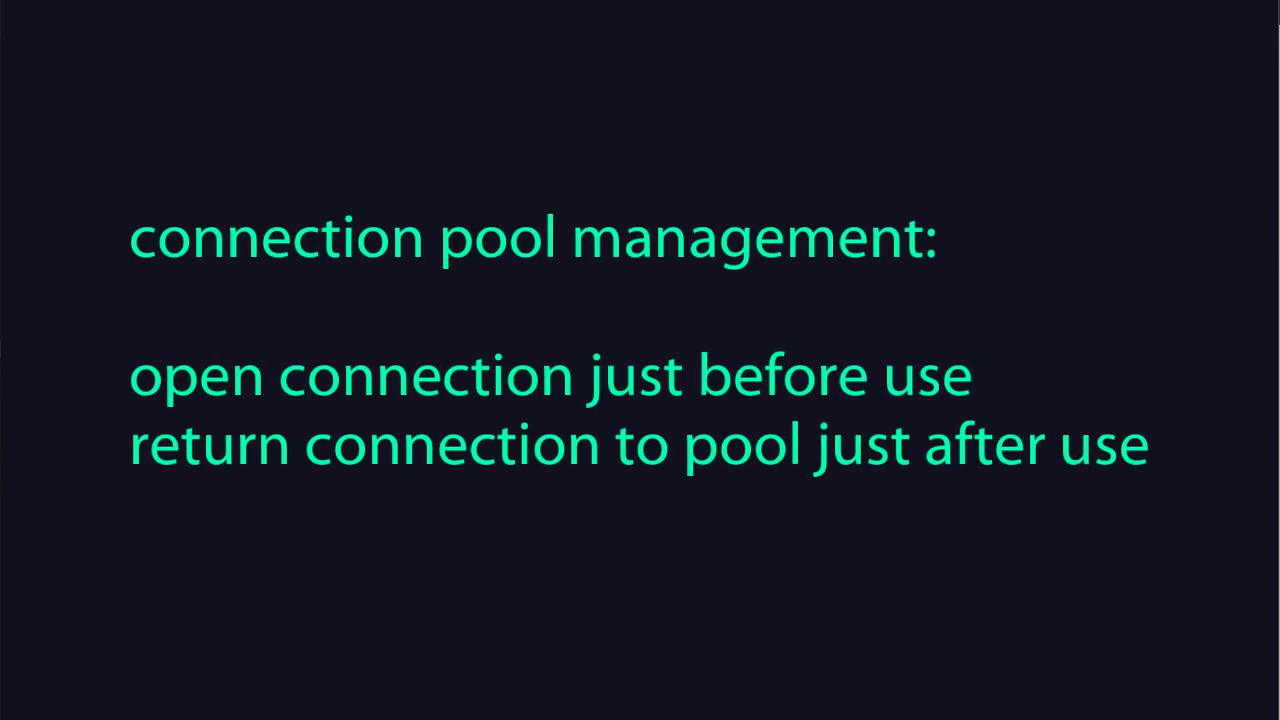 connection pool management:
open connection just before use
return connection to pool just after use